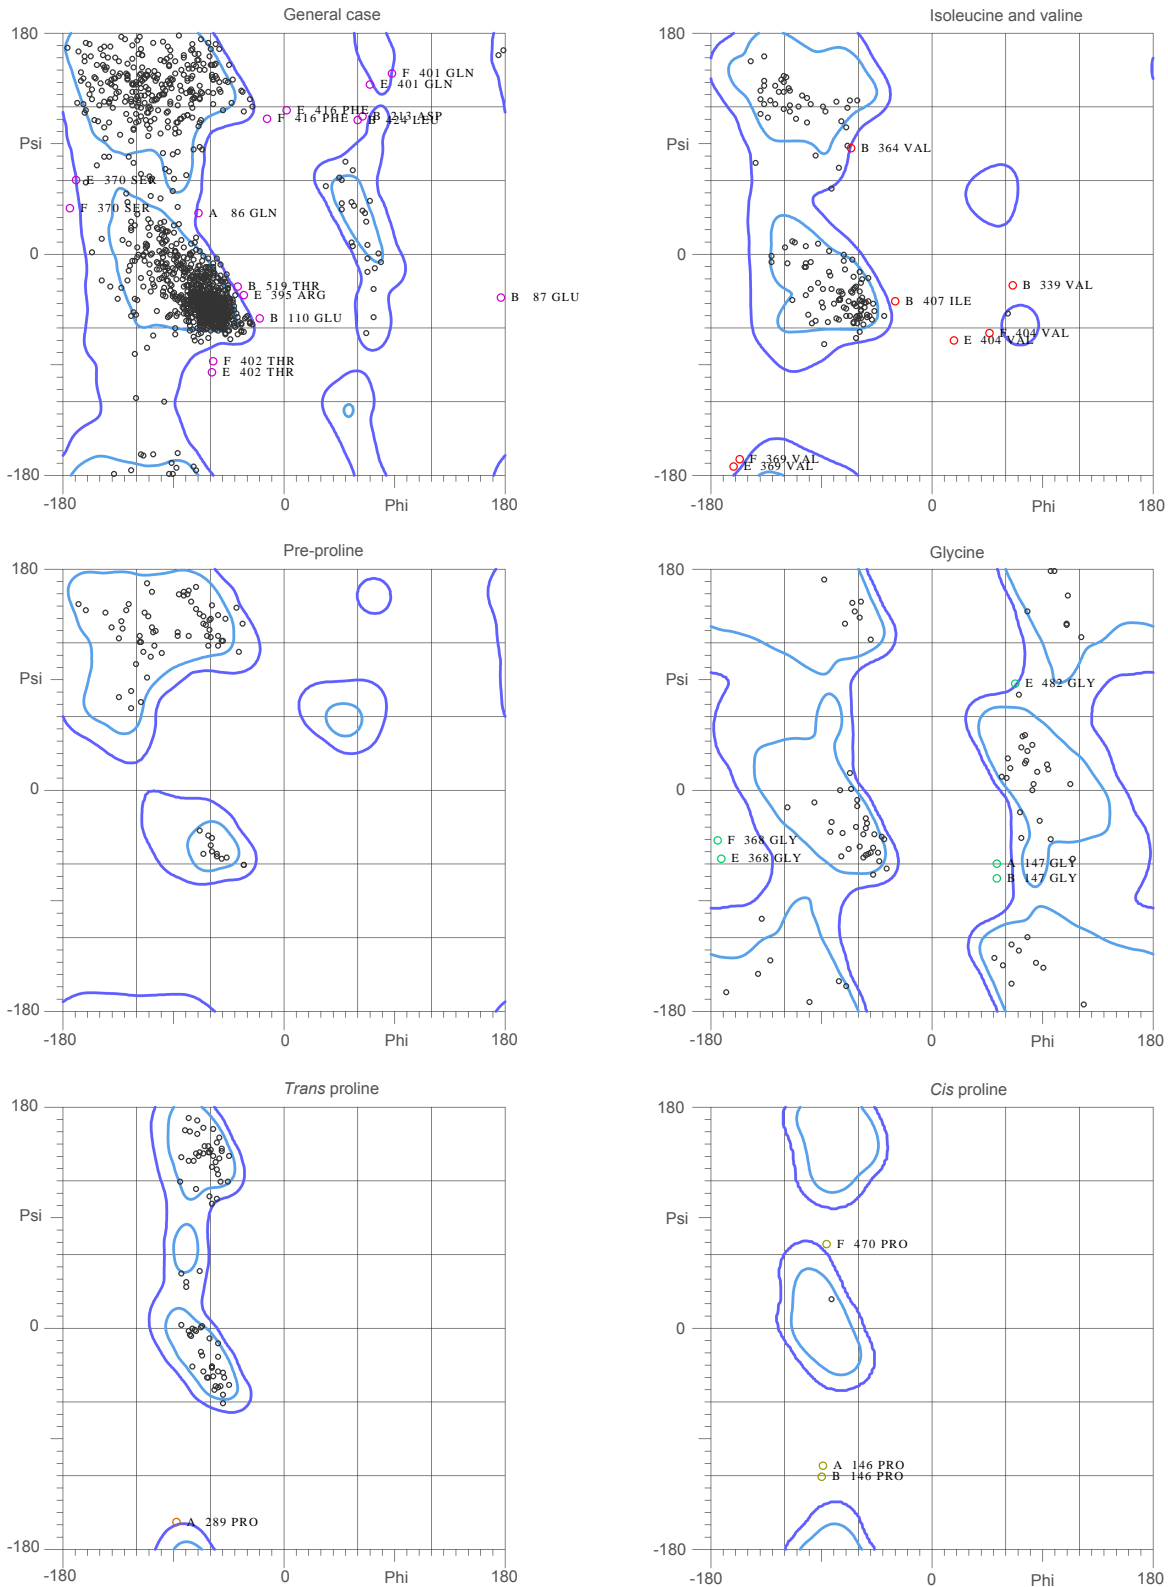 General case
180
Psi
0
-180
-180
0
Phi
180
F 401 GLN
E 401 GLN
E 416 PHE
F 416 PHE
B 213 ASP
B 424 LEU
E 370 SER
F 370 SER
A 86 GLN
B 519 THR
E 395 ARG
B 87 GLU
B 110 GLU
F 402 THR
E 402 THR
Isoleucine and valine
180
Psi
0
-180
-180
0
Phi
180
B 364 VAL
B 339 VAL
B 407 ILE
F 404 VAL
E 404 VAL
F 369 VAL
E 369 VAL
Pre-proline
180
Psi
0
-180
-180
0
Phi
180
Glycine
180
Psi
0
-180
-180
0
Phi
180
E 482 GLY
F 368 GLY
E 368 GLY
A 147 GLY
B 147 GLY
Trans proline
180
Psi
0
-180
-180
0
Phi
180
A 289 PRO
Cis proline
180
Psi
0
-180
-180
0
Phi
180
F 470 PRO
A 146 PRO
B 146 PRO